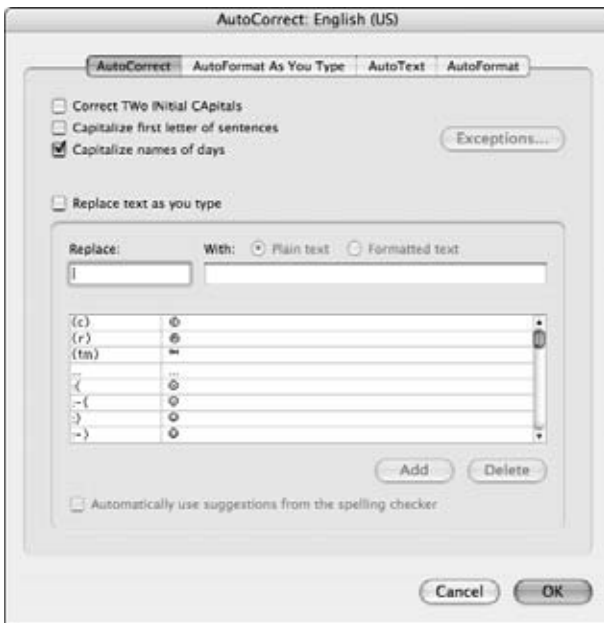 AutoCorrect: English (US)
AutoCorrect AutoFormat As You Type AutoText AutoFormat
Correct TWo INitial CApitals
Capitalize first letter of sentences
Exceptions...
Capitalize names of days
Replace text as you type
Replace: With: Plain text Formatted text
(c) ©
(r) ®
(tm) ™
... ...
:(
:-(
:)
:-)
Add Delete
Automatically use suggestions from the spelling checker
Cancel OK